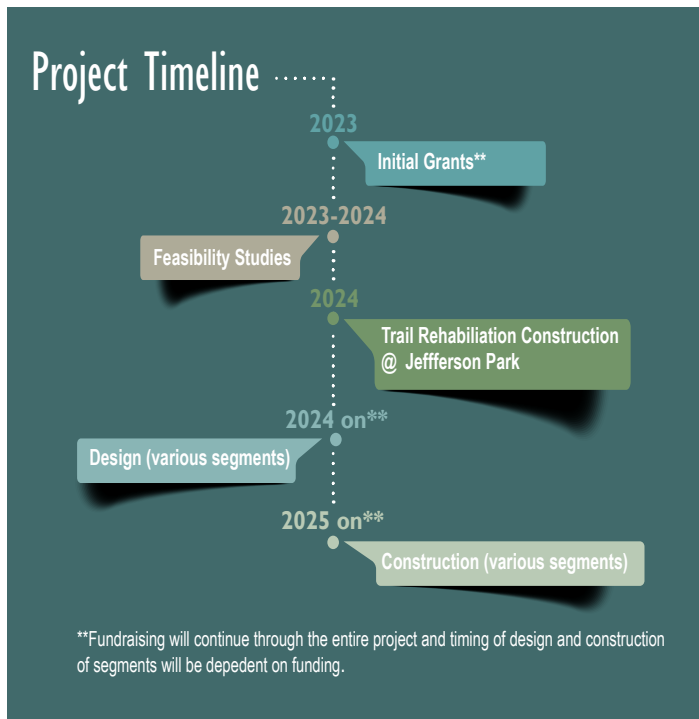 Project Timeline
2023
Initial Grants**
2023-2024
Feasibility Studies
2024
Trail Rehabiliation Construction
@ Jeffferson Park
2024 on**
Design (various segments)
2025 on**
Construction (various segments)
**Fundraising will continue through the entire project and timing of design and construction
of segments will be depedent on funding.